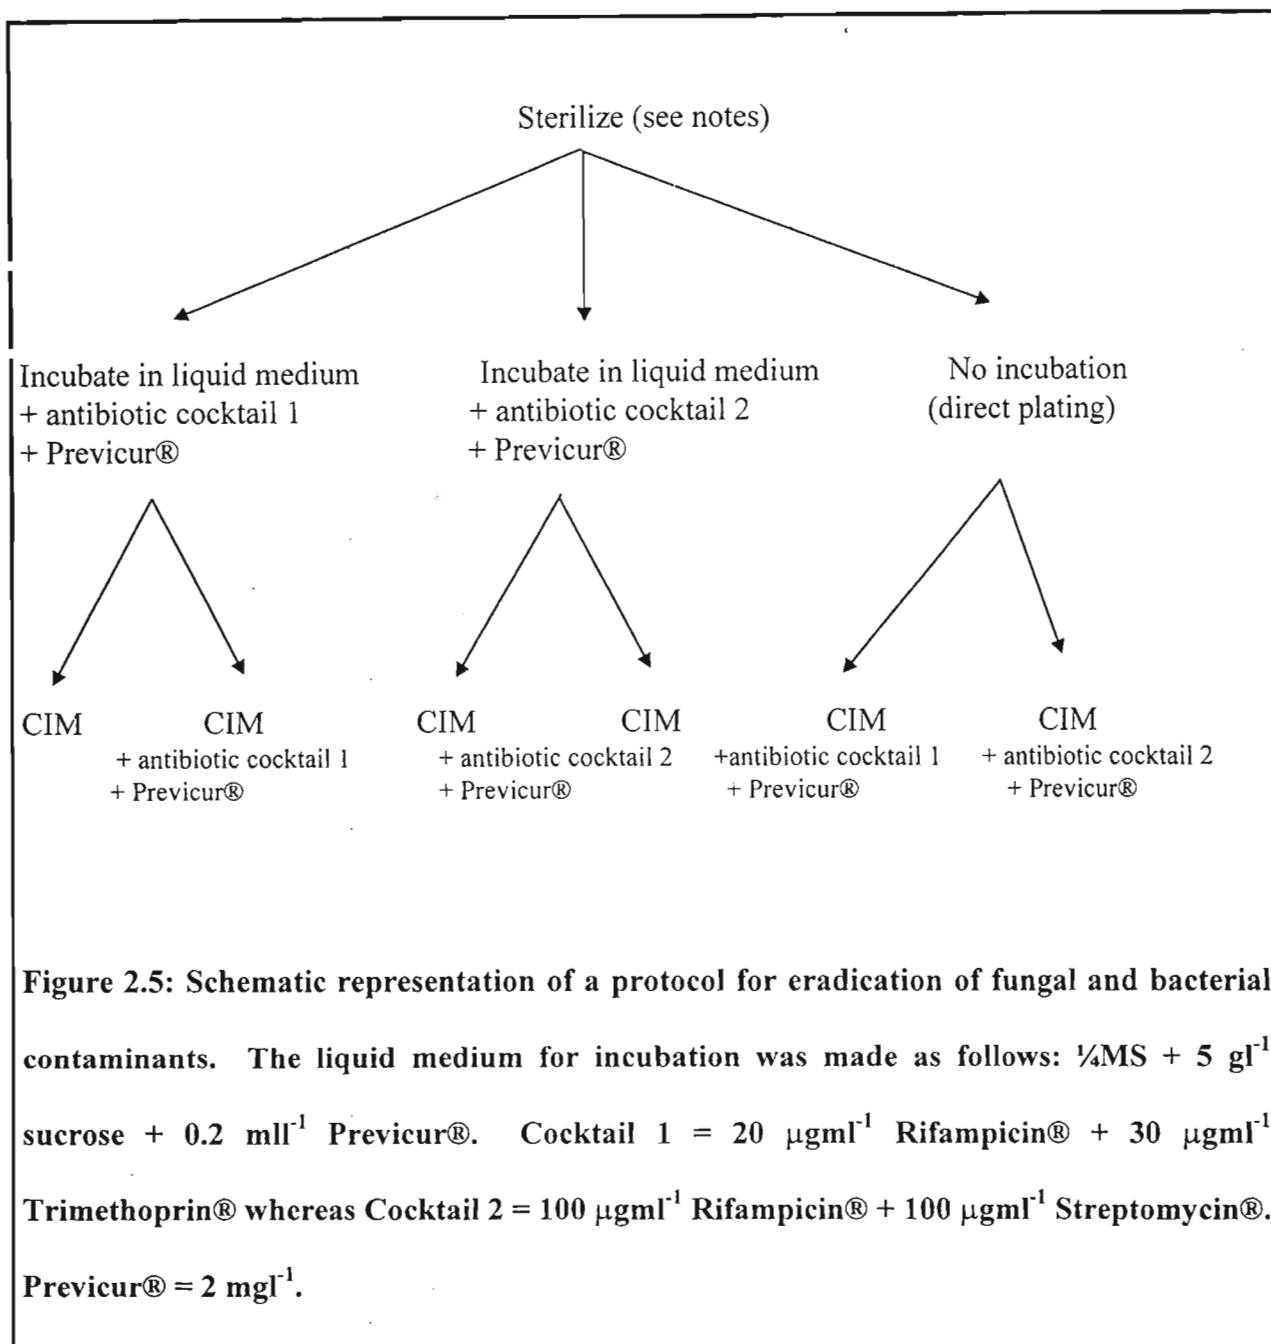 Sterilize (see notes)
Incubate in liquid medium
+ antibiotic cocktail 1
+ Previcur®
Incubate in liquid medium
+ antibiotic cocktail 2
+ Previcur®
No incubation
(direct plating)
CIM
CIM
+ antibiotic cocktail 1
+ Previcur®
CIM
CIM
+ antibiotic cocktail 2
+ Previcur®
CIM
+antibiotic cocktail 1
+ Previcur®
CIM
+ antibiotic cocktail 2
+ Previcur®
Figure 2.5: Schematic representation of a protocol for eradication of fungal and bacterial
contaminants. The liquid medium for incubation was made as follows: ¼MS + 5 gl⁻¹
sucrose + 0.2 mll⁻¹ Previcur®. Cocktail 1 = 20 µgml⁻¹ Rifampicin® + 30 µgml⁻¹
Trimethoprin® whereas Cocktail 2 = 100 µgml⁻¹ Rifampicin® + 100 µgml⁻¹ Streptomycin®.
Previcur® = 2 mgl⁻¹.